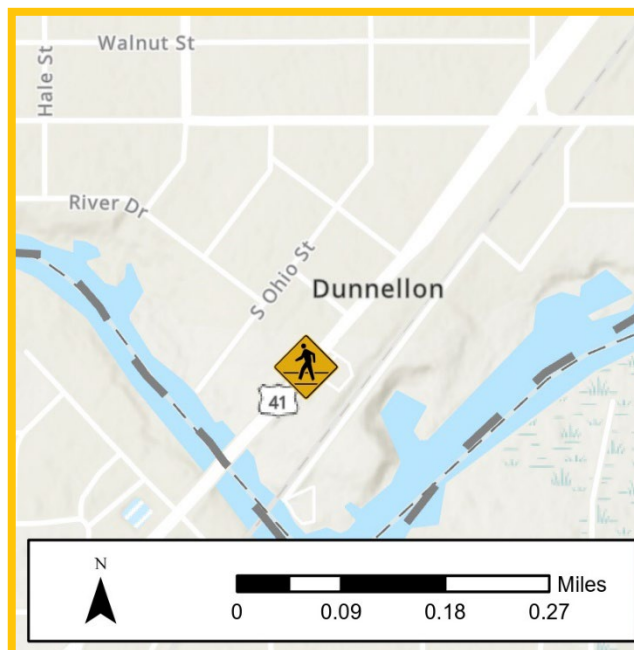 Walnut St
Hale St
River Dr
S Ohio St
Dunnellon
41
N
Miles
0 0.09 0.18 0.27